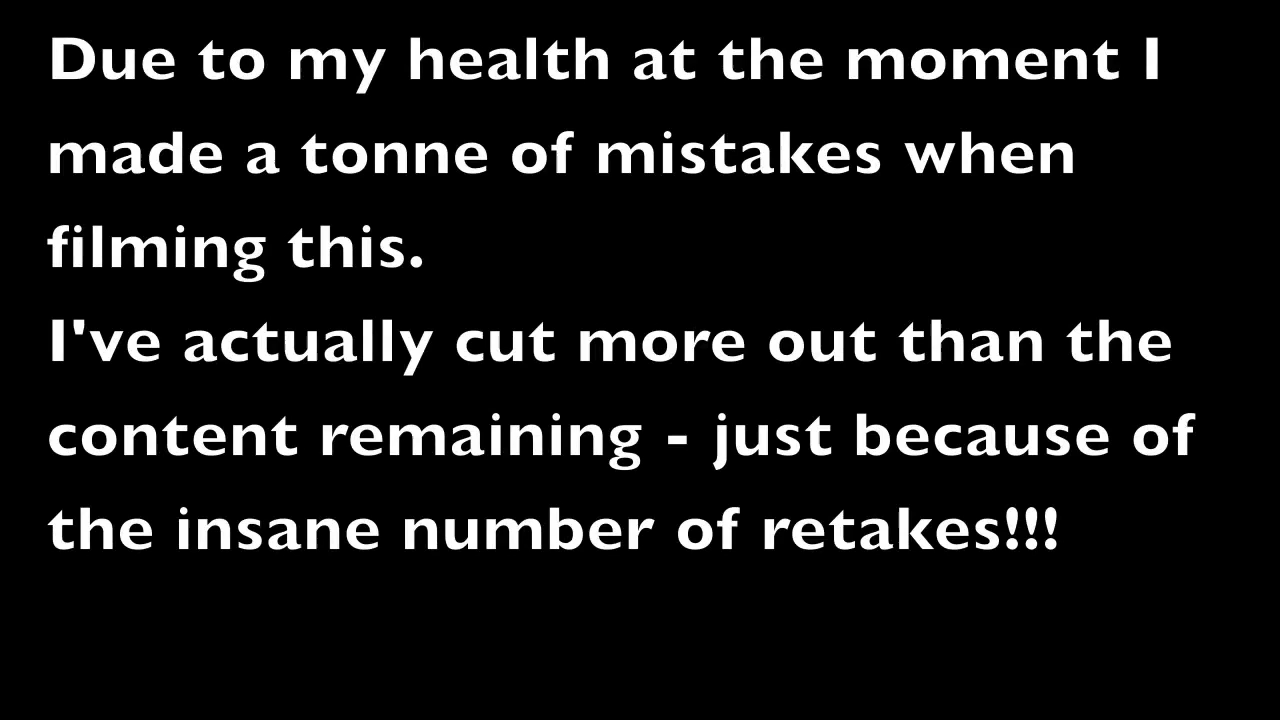 Due to my health at the moment I
made a tonne of mistakes when
filming this.
I've actually cut more out than the
content remaining - just because of
the insane number of retakes!!!